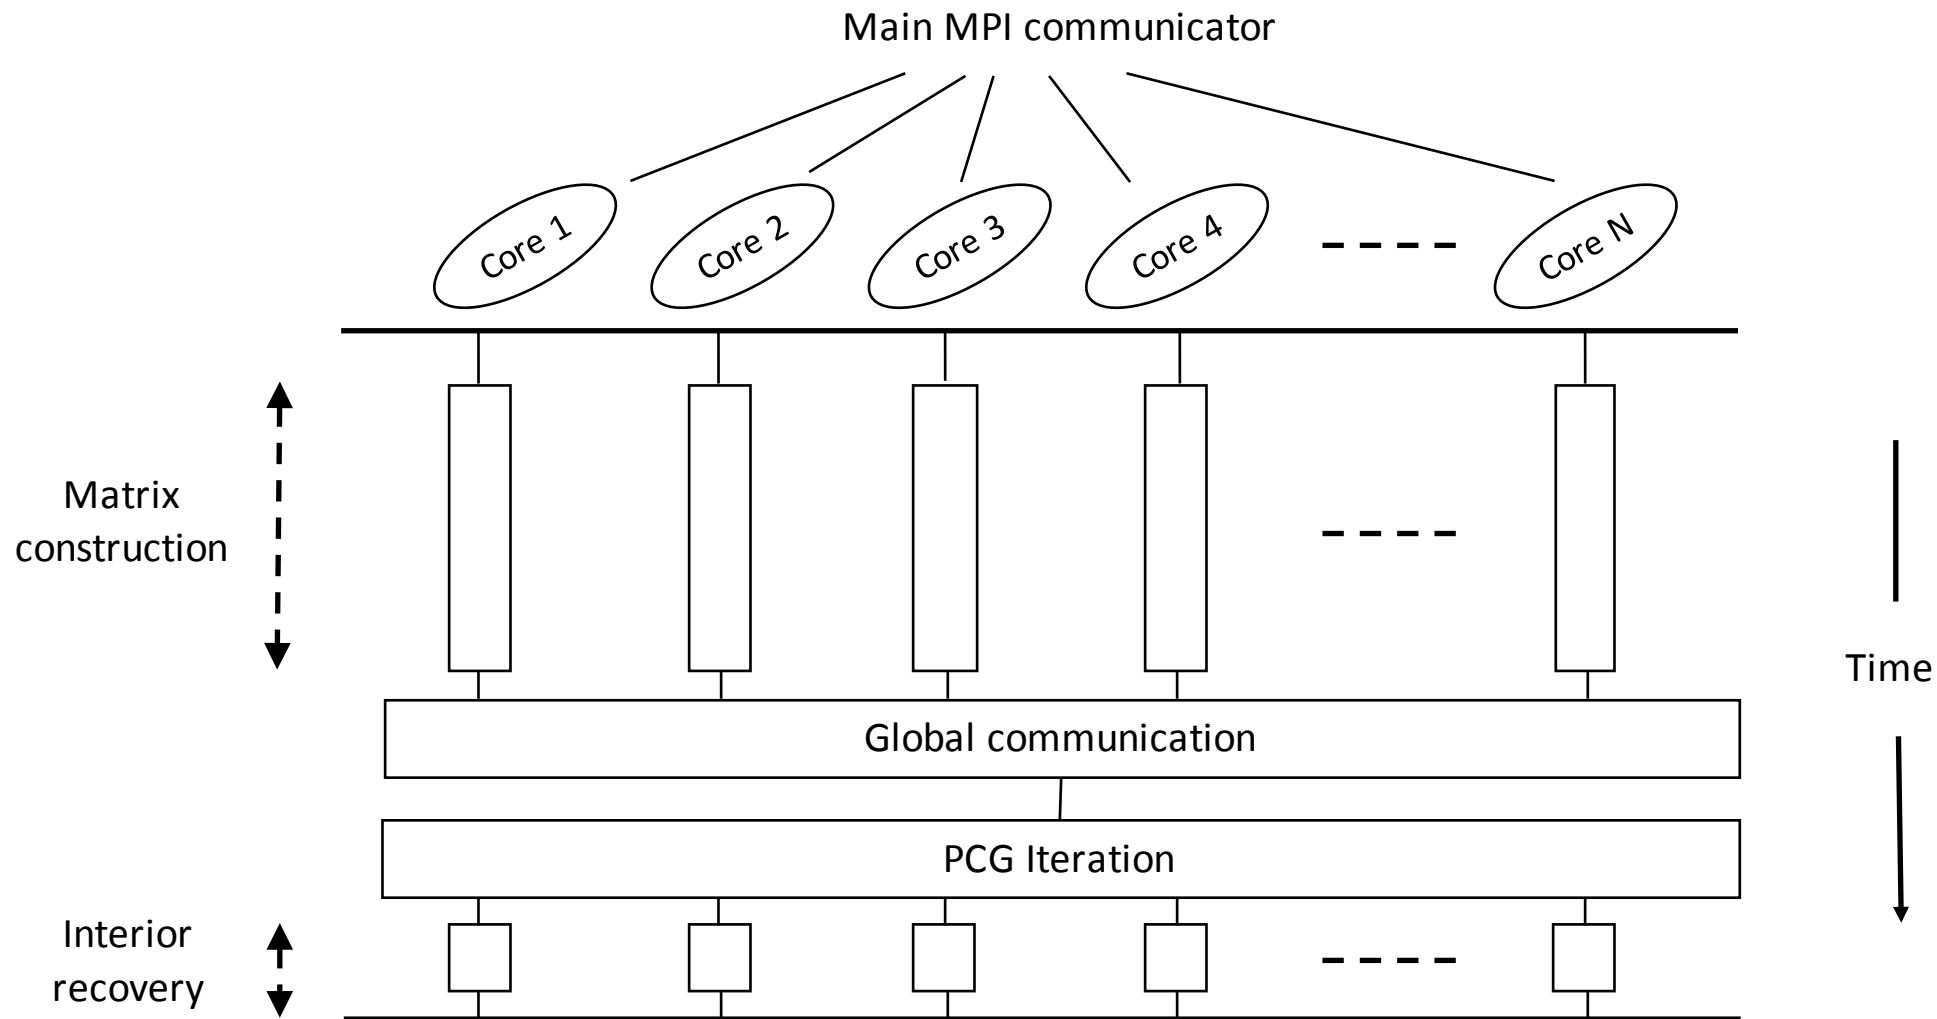 Main MPI communicator
Core 1
Core 2
Core 3
Core 4
Core N
Matrix
construction
Time
Global communication
PCG Iteration
Interior
recovery